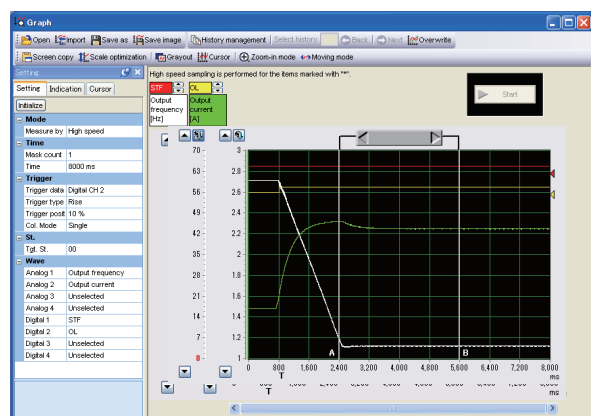 Graph
Open Import Save as Save image History management Select history Back Next Overwrite
Screen copy Scale optimization Grayout Cursor Zoom-in mode Moving mode
Setting
Setting Indication Cursor
Initialize
Mode
Measure by High speed
Time
Mask count 1
Time 8000 ms
Trigger
Trigger data Digital CH 2
Trigger type Rise
Trigger posit 10 %
Col. Mode Single
St.
Tgt. St. 00
Wave
Analog 1 Output frequency
Analog 2 Output current
Analog 3 Unselected
Analog 4 Unselected
Digital 1 STF
Digital 2 OL
Digital 3 Unselected
Digital 4 Unselected
High speed sampling is performed for the items marked with "*".
STF OL
Output frequency [Hz]
Output current [A]
Start
70 3
63 2.8
56 2.6
49 2.4
42 2.2
35 2
28 1.8
21 1.6
14 1.4
7 1.2
0 1
A B
0 800 1,600 2,400 3,200 4,000 4,800 5,600 6,400 7,200 8,000
T ms
T ms